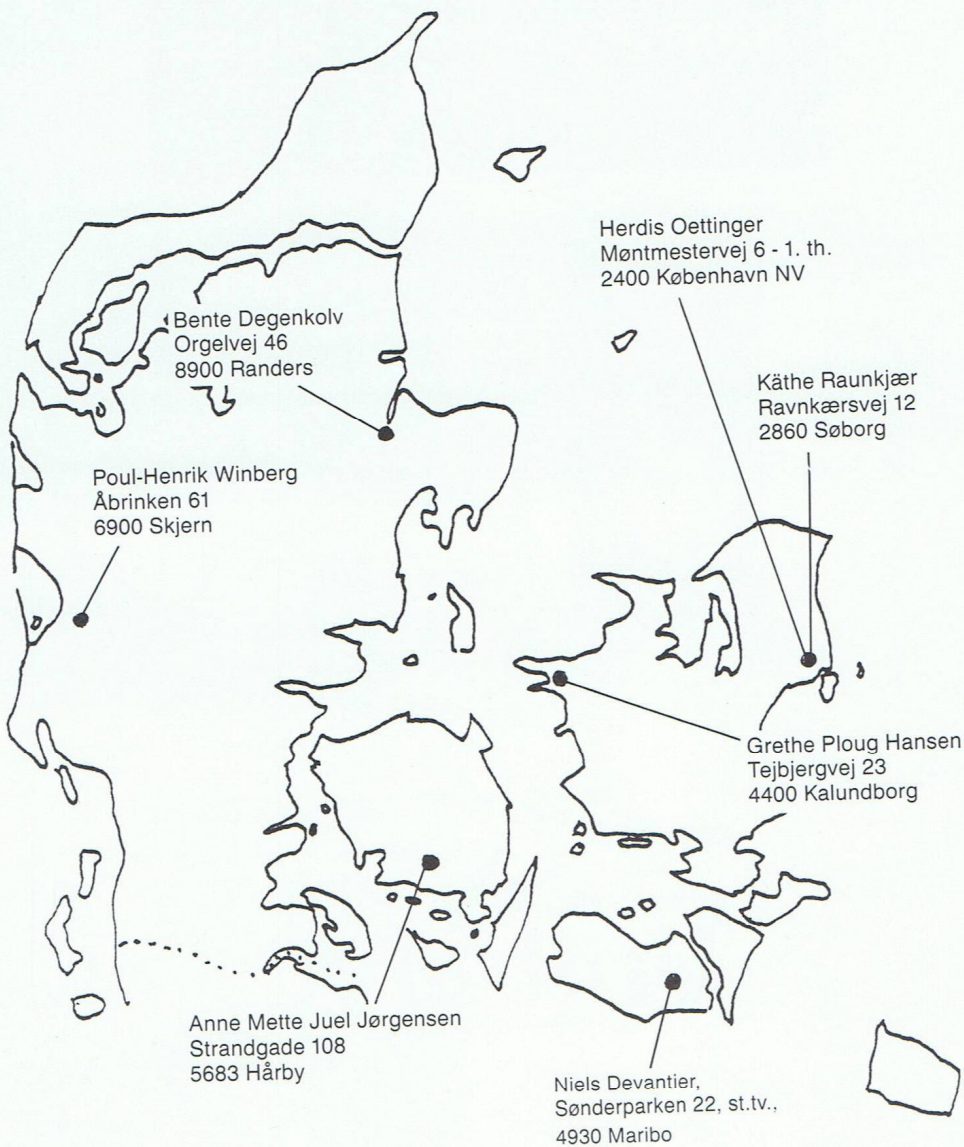 Herdis Oettinger
Møntmestervej 6 - 1. th.
2400 København NV
Bente Degenkolv
Orgelvej 46
8900 Randers
Käthe Raunkjær
Ravnkærsvej 12
2860 Søborg
Poul-Henrik Winberg
Åbrinken 61
6900 Skjern
Grethe Ploug Hansen
Tejbjergvej 23
4400 Kalundborg
Anne Mette Juel Jørgensen
Strandgade 108
5683 Hårby
Niels Devantier,
Sønderparken 22, st.tv.,
4930 Maribo